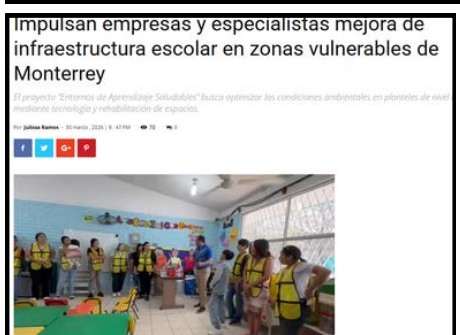 Impulsan empresas y especialistas mejora de
infraestructura escolar en zonas vulnerables de
Monterrey
El proyecto "Entornos de Aprendizaje Saludables" busca optimizar las condiciones ambientales en planteles de nivel
mediante tecnología y rehabilitación de espacios.
Por Julissa Ramos - 30 marzo, 2026 | 8 : 47 PM 70 0
f G+